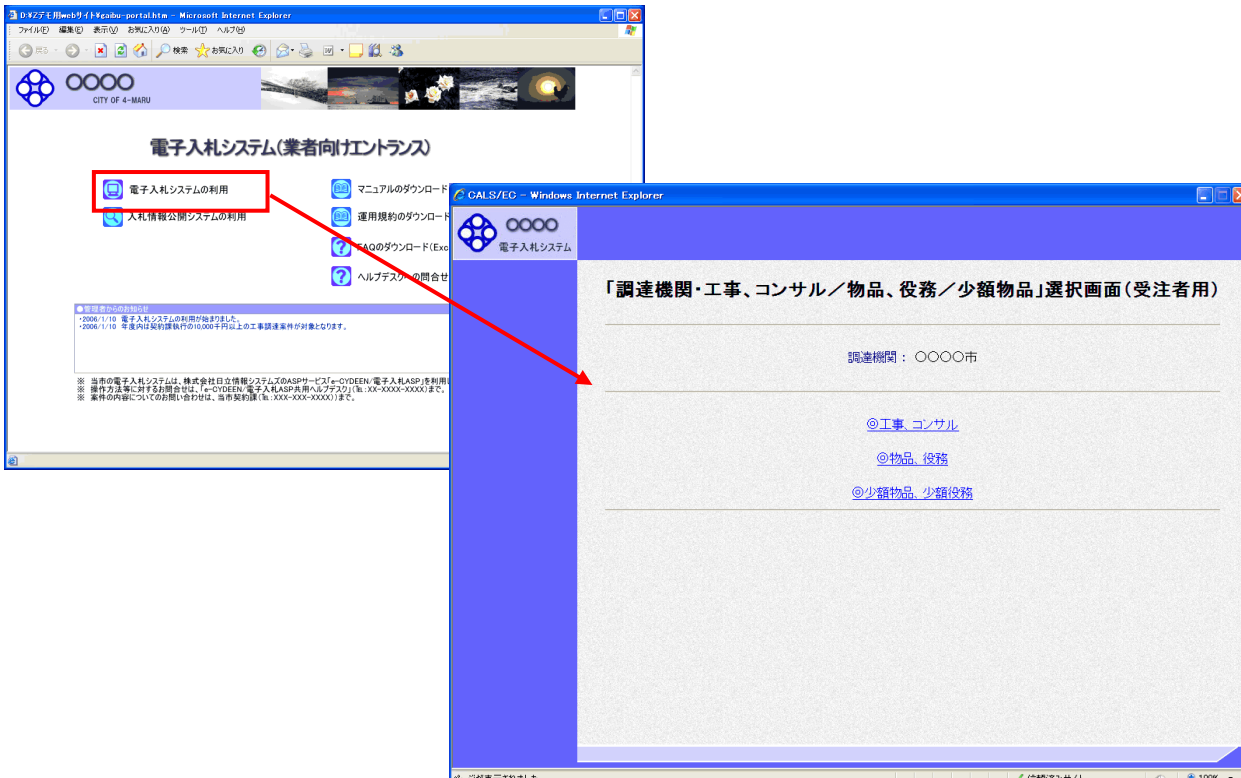 D:¥Zデモ用webサイト¥gaibu-portal.htm - Microsoft Internet Explorer
ファイル(F) 編集(E) 表示(V) お気に入り(A) ツール(T) ヘルプ(H)
戻る 検索 お気に入り
○○○○
CITY OF 4-MARU
電子入札システム(業者向けエントランス)
電子入札システムの利用
マニュアルのダウンロード
入札情報公開システムの利用
運用規約のダウンロード
FAQのダウンロード(Exc
ヘルプデスクへの問合せ
●管理者からのお知らせ
・2006/1/10 電子入札システムの利用が始まりました。
・2006/1/10 年度内は契約課執行の10,000千円以上の工事調達案件が対象となります。
※ 当市の電子入札システムは、株式会社日立情報システムズのASPサービス「e-CYDEEN/電子入札ASP」を利用し
※ 操作方法等に対するお問合せは、「e-CYDEEN/電子入札ASP共用ヘルプデスク」(℡:XX-XXXX-XXXX)まで。
※ 案件の内容についてのお問い合わせは、当市契約課(℡:XXX-XXX-XXXX))まで。
CALS/EC - Windows Internet Explorer
○○○○
電子入札システム
「調達機関・工事、コンサル／物品、役務／少額物品」選択画面(受注者用)
調達機関: ○○○○市
◎工事、コンサル
◎物品、役務
◎少額物品、少額役務